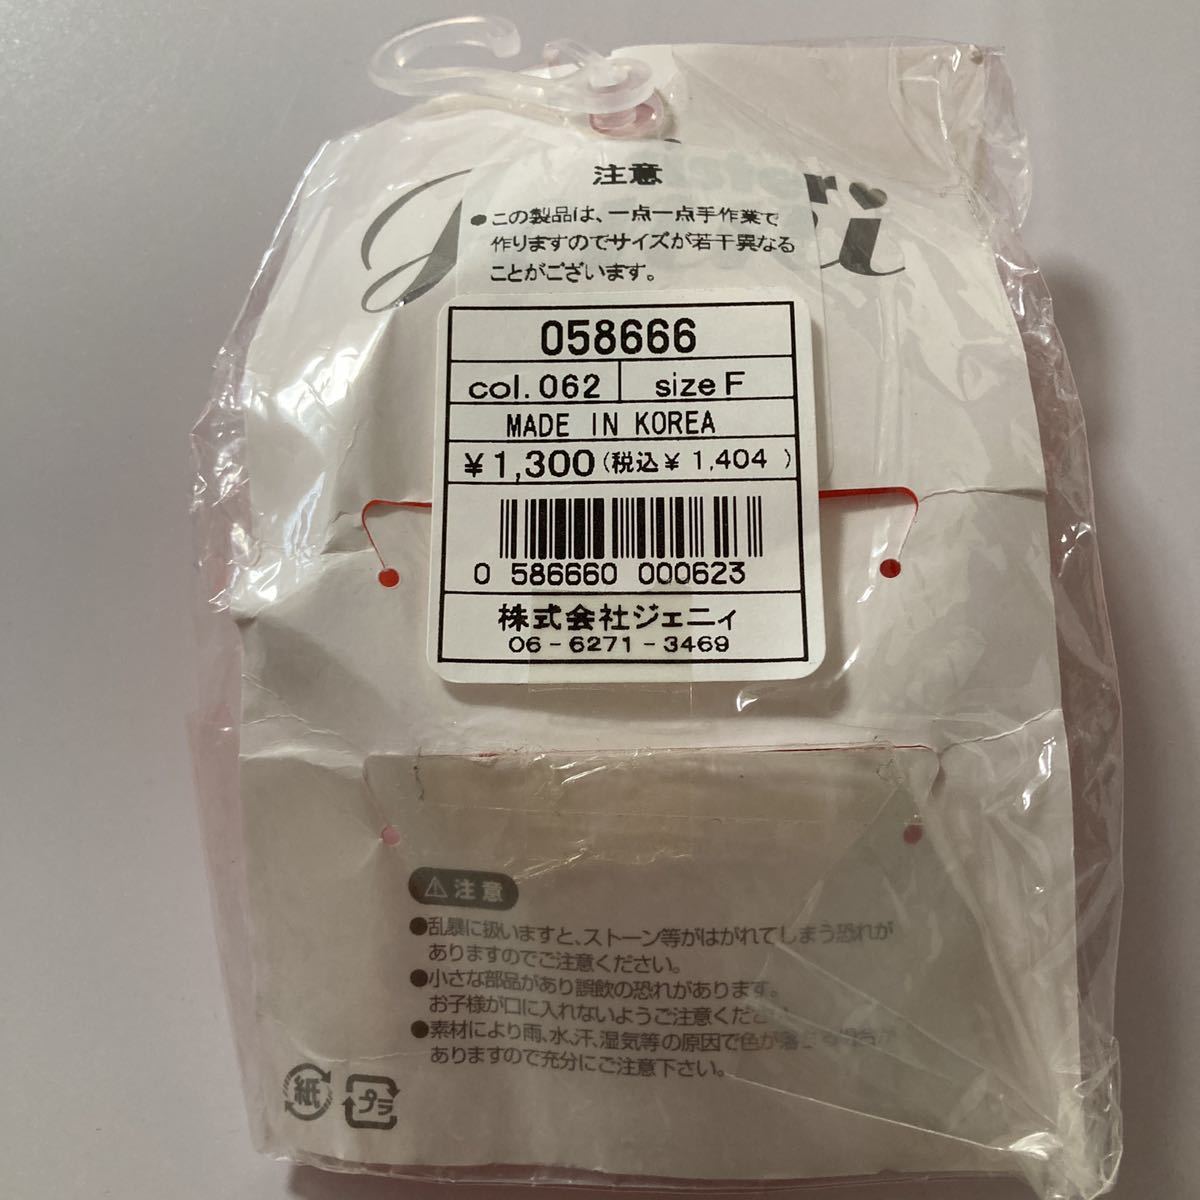 注意
●この製品は、一点一点手作業で
作りますのでサイズが若干異なる
ことがございます。
058666
col.062 size F
MADE IN KOREA
¥1,300(税込¥ 1,404 )
0 586660 000623
株式会社ジェニィ
06-6271-3469
⚠注意
●乱暴に扱いますと、ストーン等がはがれてしまう恐れが
ありますのでご注意ください。
●小さな部品があり誤飲の恐れがあります。
お子様が口に入れないようご注意ください
●素材により雨、水、汗、湿気等の原因で色が落ちる場合が
ありますので充分にご注意下さい。
紙 プラ